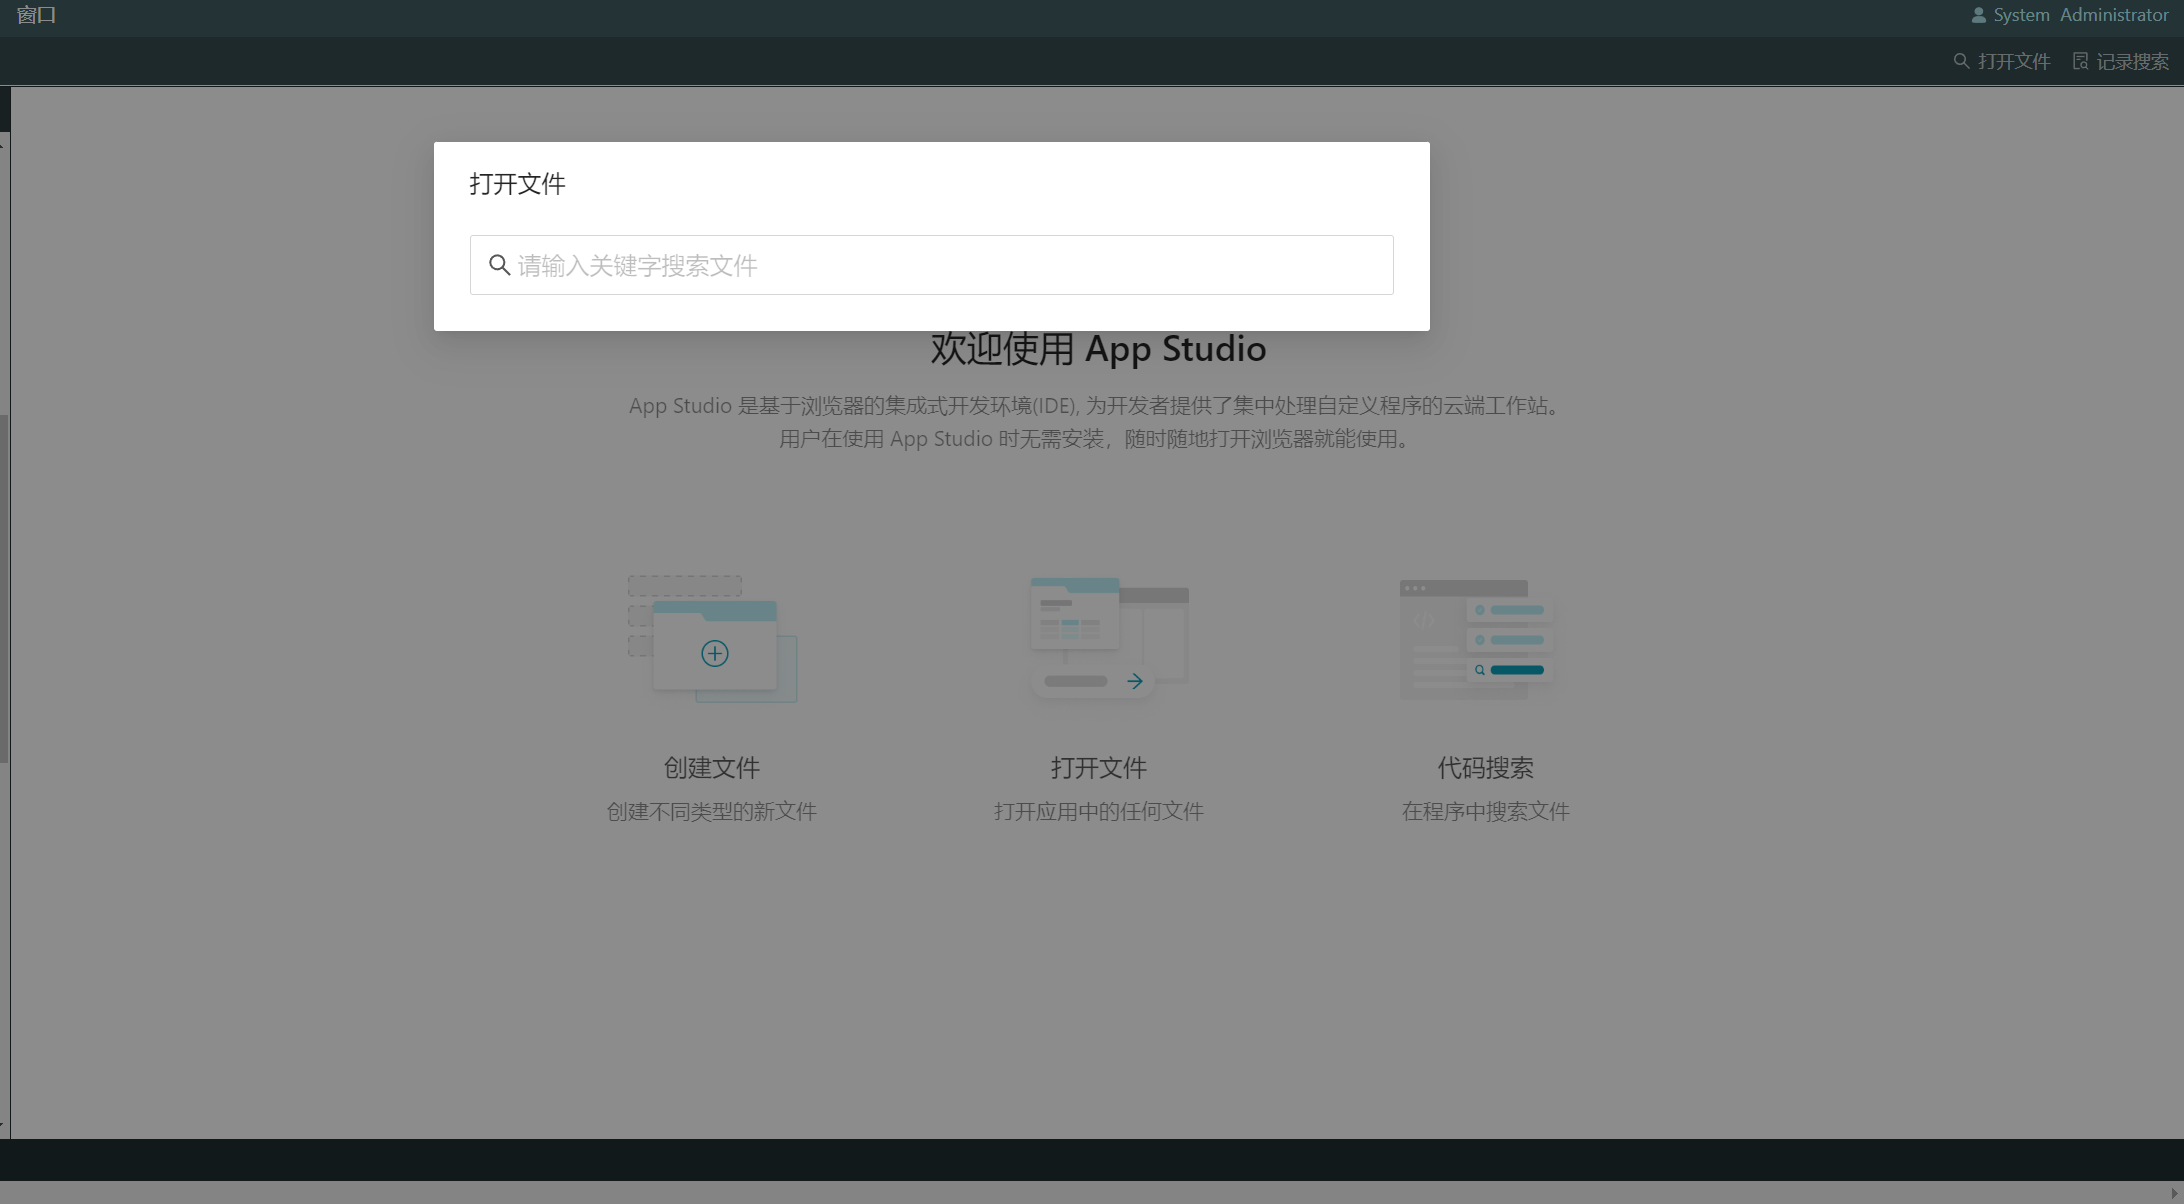 窗口
System Administrator
打开文件
记录搜索
打开文件
请输入关键字搜索文件
欢迎使用 App Studio
App Studio 是基于浏览器的集成式开发环境(IDE), 为开发者提供了集中处理自定义程序的云端工作站。
用户在使用 App Studio 时无需安装，随时随地打开浏览器就能使用。
创建文件
创建不同类型的新文件
打开文件
打开应用中的任何文件
代码搜索
在程序中搜索文件